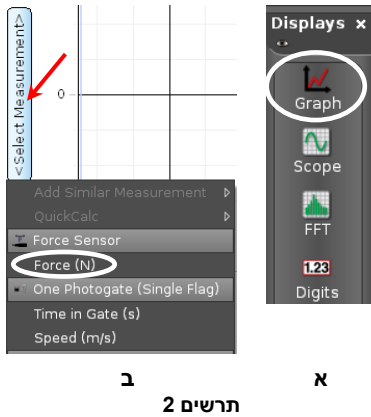 Displays ×
Graph
Scope
FFT
1.23
Digits
<Select Measurement>
0
Add Similar Measurement
QuickCalc
Force Sensor
Force (N)
One Photogate (Single Flag)
Time in Gate (s)
Speed (m/s)
א
ב
תרשים 2